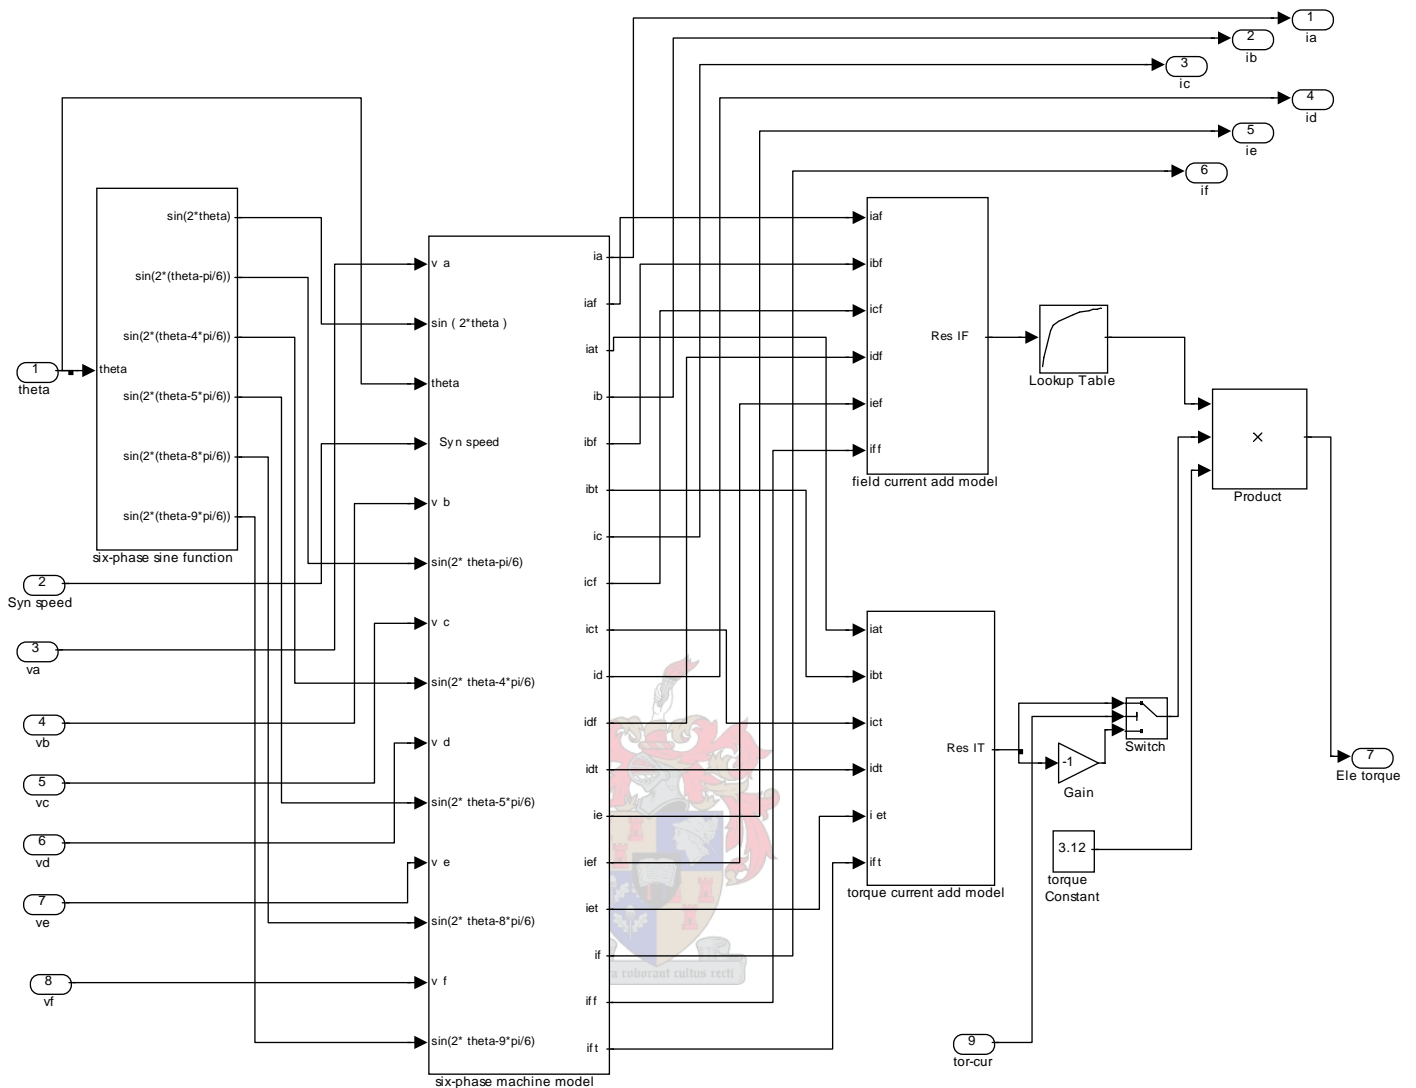 1
ia
2
ib
3
ic
4
id
5
ie
6
if
sin(2*theta)
sin(2*(theta-pi/6))
sin(2*(theta-4*pi/6))
theta
sin(2*(theta-5*pi/6))
sin(2*(theta-8*pi/6))
sin(2*(theta-9*pi/6))
six-phase sine function
1
theta
2
Syn speed
3
va
4
vb
5
vc
6
vd
7
ve
8
vf
v a
sin ( 2*theta )
theta
Syn speed
v b
sin(2* theta-pi/6)
v c
sin(2* theta-4*pi/6)
v d
sin(2* theta-5*pi/6)
v e
sin(2* theta-8*pi/6)
v f
sin(2* theta-9*pi/6)
ia
iaf
iat
ib
ibf
ibt
ic
icf
ict
id
idf
idt
ie
ief
iet
if
iff
ift
six-phase machine model
iaf
ibf
icf
idf
ief
iff
Res IF
field current add model
Lookup Table
×
Product
iat
ibt
ict
idt
i et
ift
Res IT
torque current add model
Switch
-1
Gain
3.12
torque
Constant
7
Ele torque
9
tor-cur
a roborant cultus recti